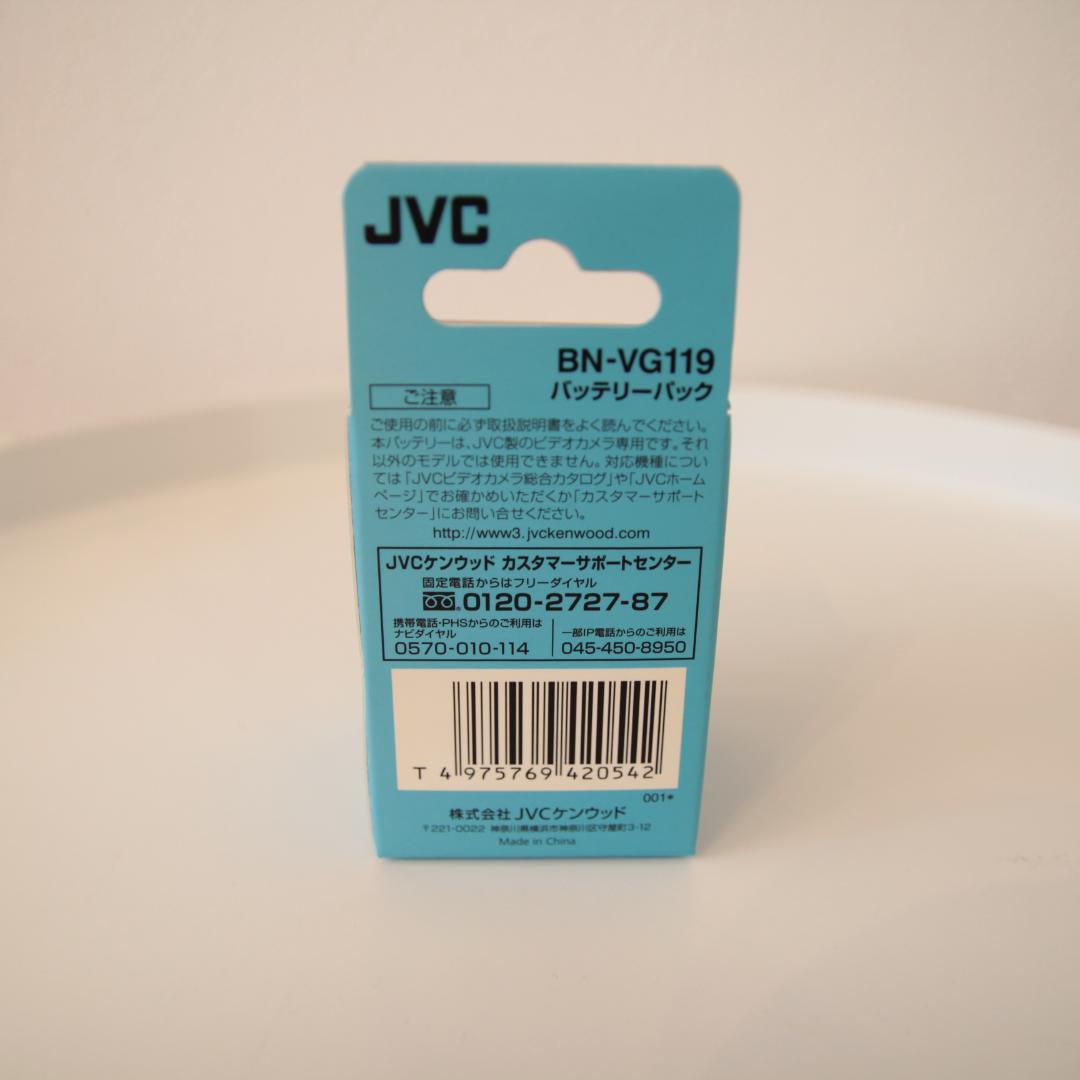 JVC
BN-VG119
バッテリーパック
ご注意
ご使用の前に必ず取扱説明書をよく読んでください。
本バッテリーは、JVC製のビデオカメラ専用です。それ
以外のモデルでは使用できません。対応機種につい
ては「JVCビデオカメラ総合カタログ」や「JVCホーム
ページ」でお確かめいただくか「カスタマーサポート
センター」にお問い合せください。
http://www3.jvckenwood.com
JVCケンウッド カスタマーサポートセンター
固定電話からはフリーダイヤル
0120-2727-87
携帯電話・PHSからのご利用は
ナビダイヤル
0570-010-114
一部IP電話からのご利用は
045-450-8950
T 4 975769 420542
001*
株式会社 JVCケンウッド
〒221-0022 神奈川県横浜市神奈川区守屋町3-12
Made in China